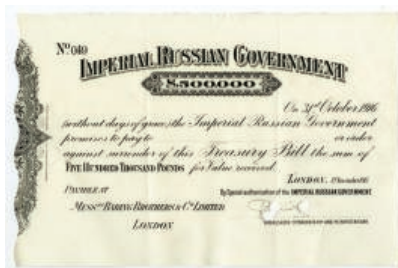 No. 040
IMPERIAL RUSSIAN GOVERNMENT
£.500000
On 31st October 1916
(without days of grace) the Imperial Russian Government
promises to pay to or order
against surrender of this Treasury Bill the sum of
FIVE HUNDRED THOUSAND POUNDS for Value received.
LONDON,
PAYABLE AT
By Special authorisation of the IMPERIAL RUSSIAN GOVERNMENT
MESSRS BARING BROTHERS & Co LIMITED
LONDON